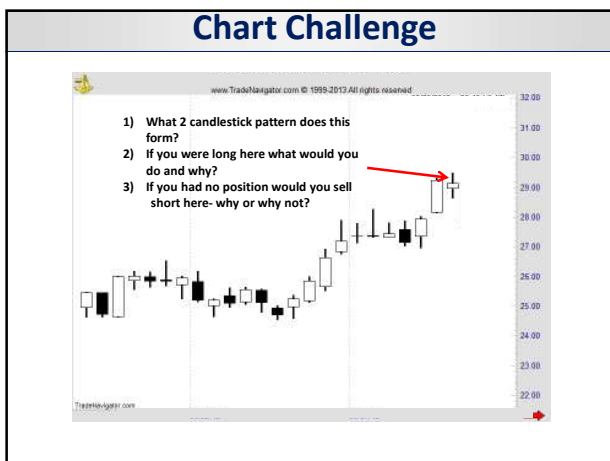 Chart Challenge
www.TradeNavigator.com © 1999-2013 All rights reserved
1) What 2 candlestick pattern does this
form?
2) If you were long here what would you
do and why?
3) If you had no position would you sell
short here- why or why not?
32.00
31.00
30.00
29.00
28.00
27.00
26.00
25.00
24.00
23.00
22.00
TradeNavigator.com